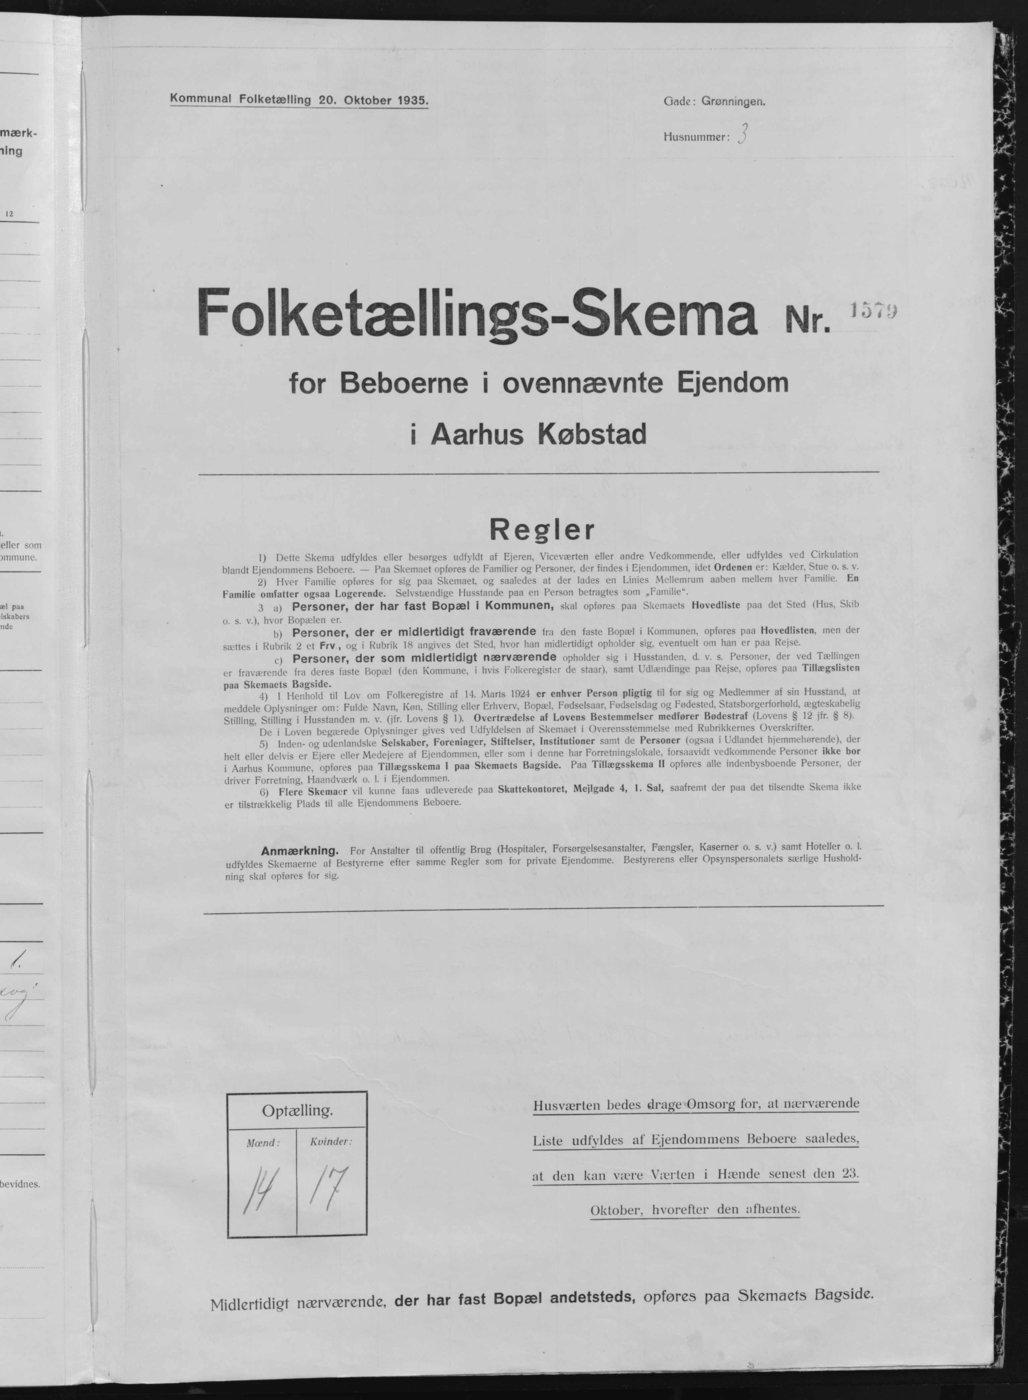 mærk-
ning
12
eller som
ommune.
æl paa
elskabers
nde
1.
bevidnes.
Kommunal Folketælling 20. Oktober 1935.
Gade: Grønningen.
Husnummer: 3
Folketællings-Skema Nr. 1579
for Beboerne i ovennævnte Ejendom
i Aarhus Købstad
Regler
1) Dette Skema udfyldes eller besørges udfyldt af Ejeren, Viceværten eller andre Vedkommende, eller udfyldes ved Cirkulation
blandt Ejendommens Beboere. — Paa Skemaet opføres de Familier og Personer, der findes i Ejendommen, idet Ordenen er: Kælder, Stue o. s. v.
2) Hver Familie opføres for sig paa Skemaet, og saaledes at der lades en Linies Mellemrum aaben mellem hver Familie. En
Familie omfatter ogsaa Logerende. Selvstændige Husstande paa en Person betragtes som „Familie“.
3 a) Personer, der har fast Bopæl i Kommunen, skal opføres paa Skemaets Hovedliste paa det Sted (Hus, Skib
o. s. v.), hvor Bopælen er.
b) Personer, der er midlertidigt fraværende fra den faste Bopæl i Kommunen, opføres paa Hovedlisten, men der
sættes i Rubrik 2 et Frv., og i Rubrik 18 angives det Sted, hvor han midlertidigt opholder sig, eventuelt om han er paa Rejse.
c) Personer, der som midlertidigt nærværende opholder sig i Husstanden, d. v. s. Personer, der ved Tællingen
er fraværende fra deres faste Bopæl (den Kommune, i hvis Folkeregister de staar), samt Udlændinge paa Rejse, opføres paa Tillægslisten
paa Skemaets Bagside.
4) I Henhold til Lov om Folkeregistre af 14. Marts 1924 er enhver Person pligtig til for sig og Medlemmer af sin Husstand, at
meddele Oplysninger om: Fulde Navn, Køn, Stilling eller Erhverv, Bopæl, Fødselsaar, Fødselsdag og Fødested, Statsborgerforhold, ægteskabelig
Stilling, Stilling i Husstanden m. v. (jfr. Lovens § 1). Overtrædelse af Lovens Bestemmelser medfører Bødestraf (Lovens § 12 jfr. § 8).
De i Loven begærede Oplysninger gives ved Udfyldelsen af Skemaet i Overensstemmelse med Rubrikkernes Overskrifter.
5) Inden- og udenlandske Selskaber, Foreninger, Stiftelser, Institutioner samt de Personer (ogsaa i Udlandet hjemmehørende), der
helt eller delvis er Ejere eller Medejere af Ejendommen, eller som i denne har Forretningslokale, forsaavidt vedkommende Personer ikke bor
i Aarhus Kommune, opføres paa Tillægsskema I paa Skemaets Bagside. Paa Tillægsskema II opføres alle indenbysboende Personer, der
driver Forretning, Haandværk o. l. i Ejendommen.
6) Flere Skemaer vil kunne faas udleverede paa Skattekontoret, Mejlgade 4, 1. Sal, saafremt der paa det tilsendte Skema ikke
er tilstrækkelig Plads til alle Ejendommens Beboere.
Anmærkning. For Anstalter til offentlig Brug (Hospitaler, Forsørgelsesanstalter, Fængsler, Kaserner o. s. v.) samt Hoteller o. l.
udfyldes Skemaerne af Bestyrerne efter samme Regler som for private Ejendomme. Bestyrerens eller Opsynspersonalets særlige Hushold-
ning skal opføres for sig.
Optælling.
Mænd: Kvinder:
14 17
Husværten bedes drage Omsorg for, at nærværende
Liste udfyldes af Ejendommens Beboere saaledes,
at den kan være Værten i Hænde senest den 23.
Oktober, hvorefter den afhentes.
Midlertidigt nærværende, der har fast Bopæl andetsteds, opføres paa Skemaets Bagside.